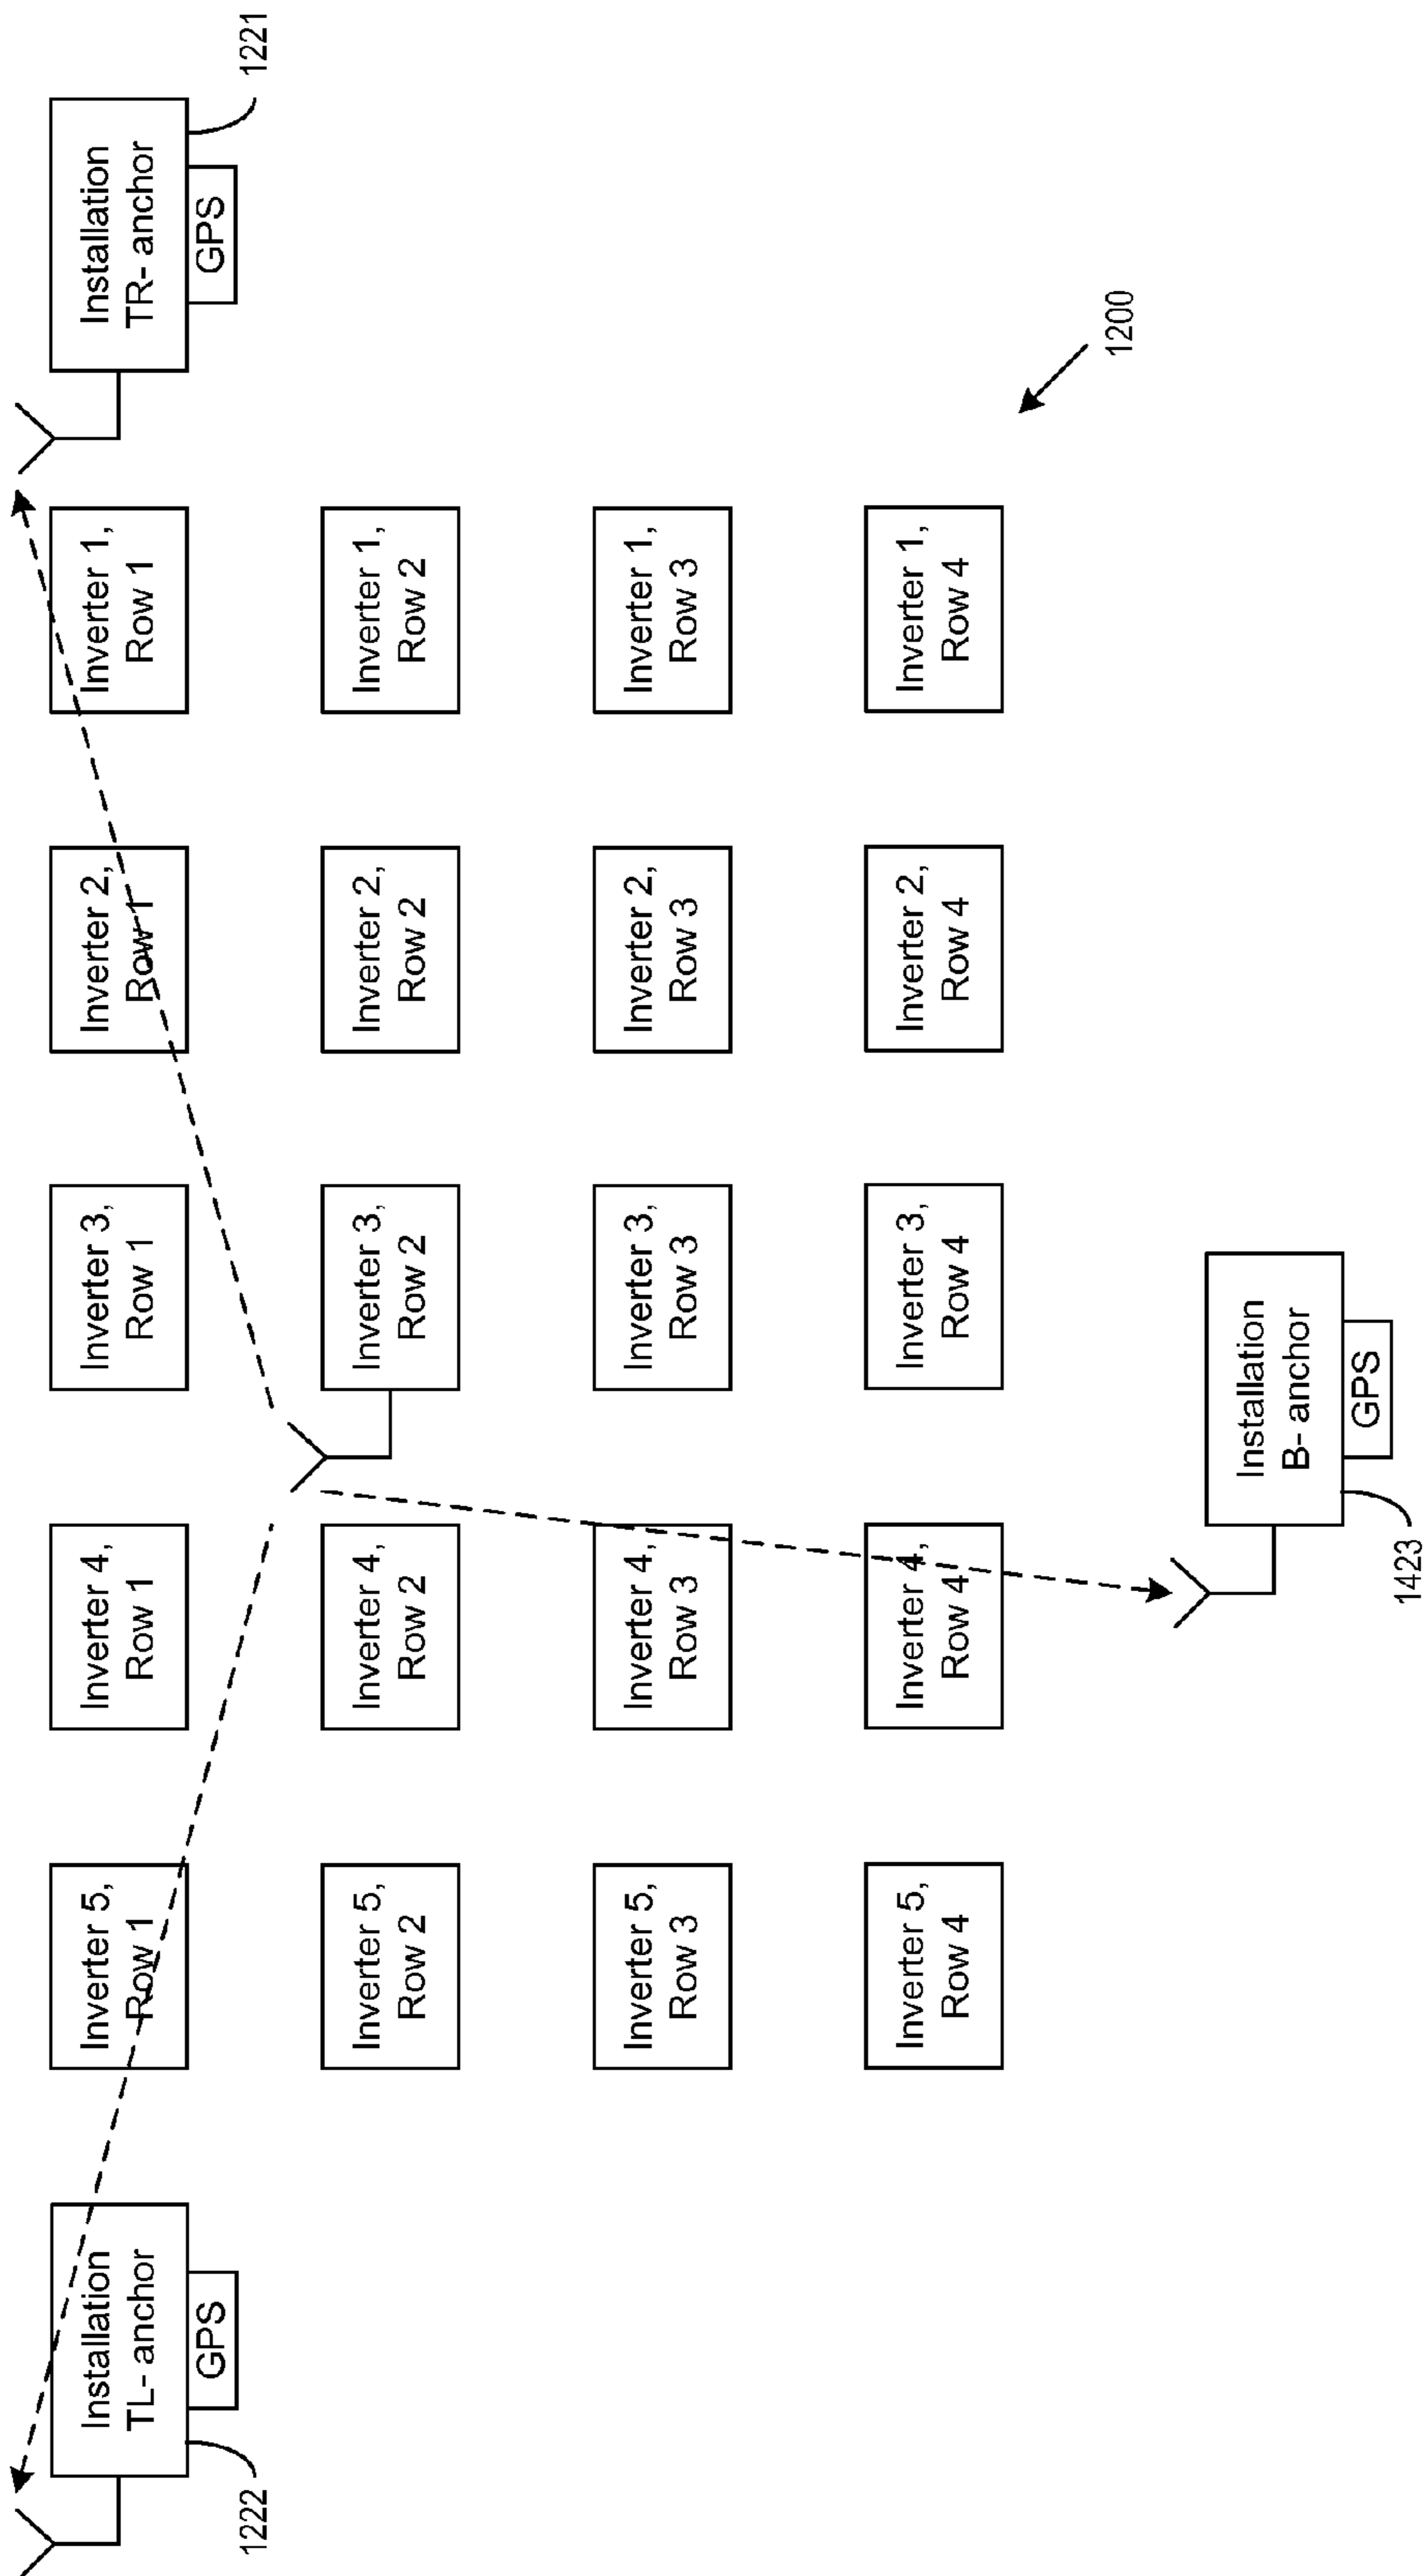 Installation
TL- anchor
GPS
1222
Inverter 5,
Row 1
Inverter 4,
Row 1
Inverter 3,
Row 1
Inverter 2,
Row 1
Inverter 1,
Row 1
Installation
TR- anchor
GPS
1221
Inverter 5,
Row 2
Inverter 4,
Row 2
Inverter 3,
Row 2
Inverter 2,
Row 2
Inverter 1,
Row 2
Inverter 5,
Row 3
Inverter 4,
Row 3
Inverter 3,
Row 3
Inverter 2,
Row 3
Inverter 1,
Row 3
Inverter 5,
Row 4
Inverter 4,
Row 4
Inverter 3,
Row 4
Inverter 2,
Row 4
Inverter 1,
Row 4
1200
Installation
B- anchor
GPS
1423